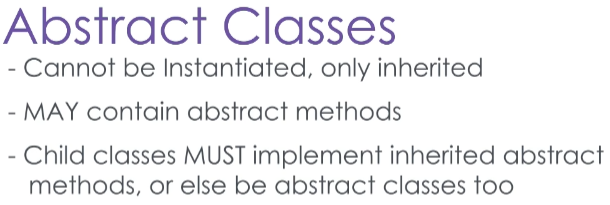 Abstract Classes
- Cannot be Instantiated, only inherited
- MAY contain abstract methods
- Child classes MUST implement inherited abstract
methods, or else be abstract classes too